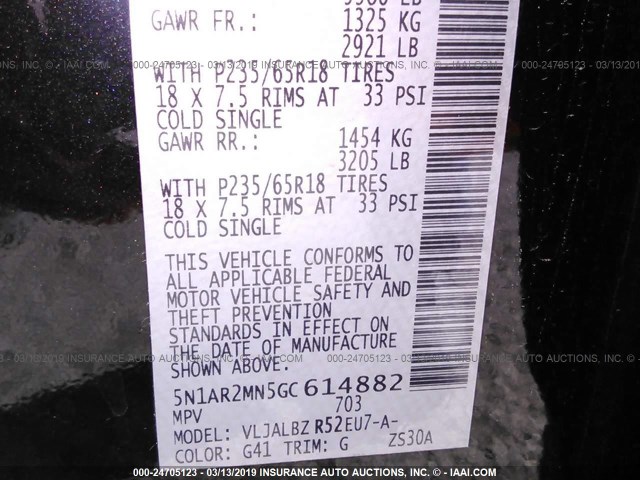 GAWR FR.: 1325 KG
2921 LB
WITH P235/65R18 TIRES
18 X 7.5 RIMS AT 33 PSI
COLD SINGLE
GAWR RR.: 1454 KG
3205 LB
WITH P235/65R18 TIRES
18 X 7.5 RIMS AT 33 PSI
COLD SINGLE
THIS VEHICLE CONFORMS TO
ALL APPLICABLE FEDERAL
MOTOR VEHICLE SAFETY AND
THEFT PREVENTION
STANDARDS IN EFFECT ON
THE DATE OF MANUFACTURE
SHOWN ABOVE.
5N1AR2MN5GC614882
MPV 703
MODEL: VLJALBZ R52EU7-A-
COLOR: G41 TRIM: G ZS30A
000-24705123 - 03/13/2019 INSURANCE AUTO AUCTIONS. - © - IAAI.COM